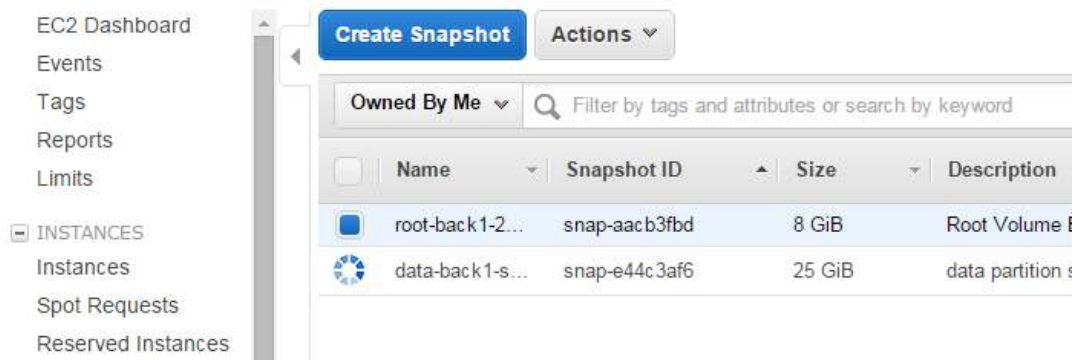 EC2 Dashboard
Events
Tags
Reports
Limits
INSTANCES
Instances
Spot Requests
Reserved Instances
Create Snapshot Actions
Owned By Me Filter by tags and attributes or search by keyword
Name Snapshot ID Size Description
root-back1-2... snap-aacb3fbd 8 GiB Root Volume
data-back1-s... snap-e44c3af6 25 GiB data partition